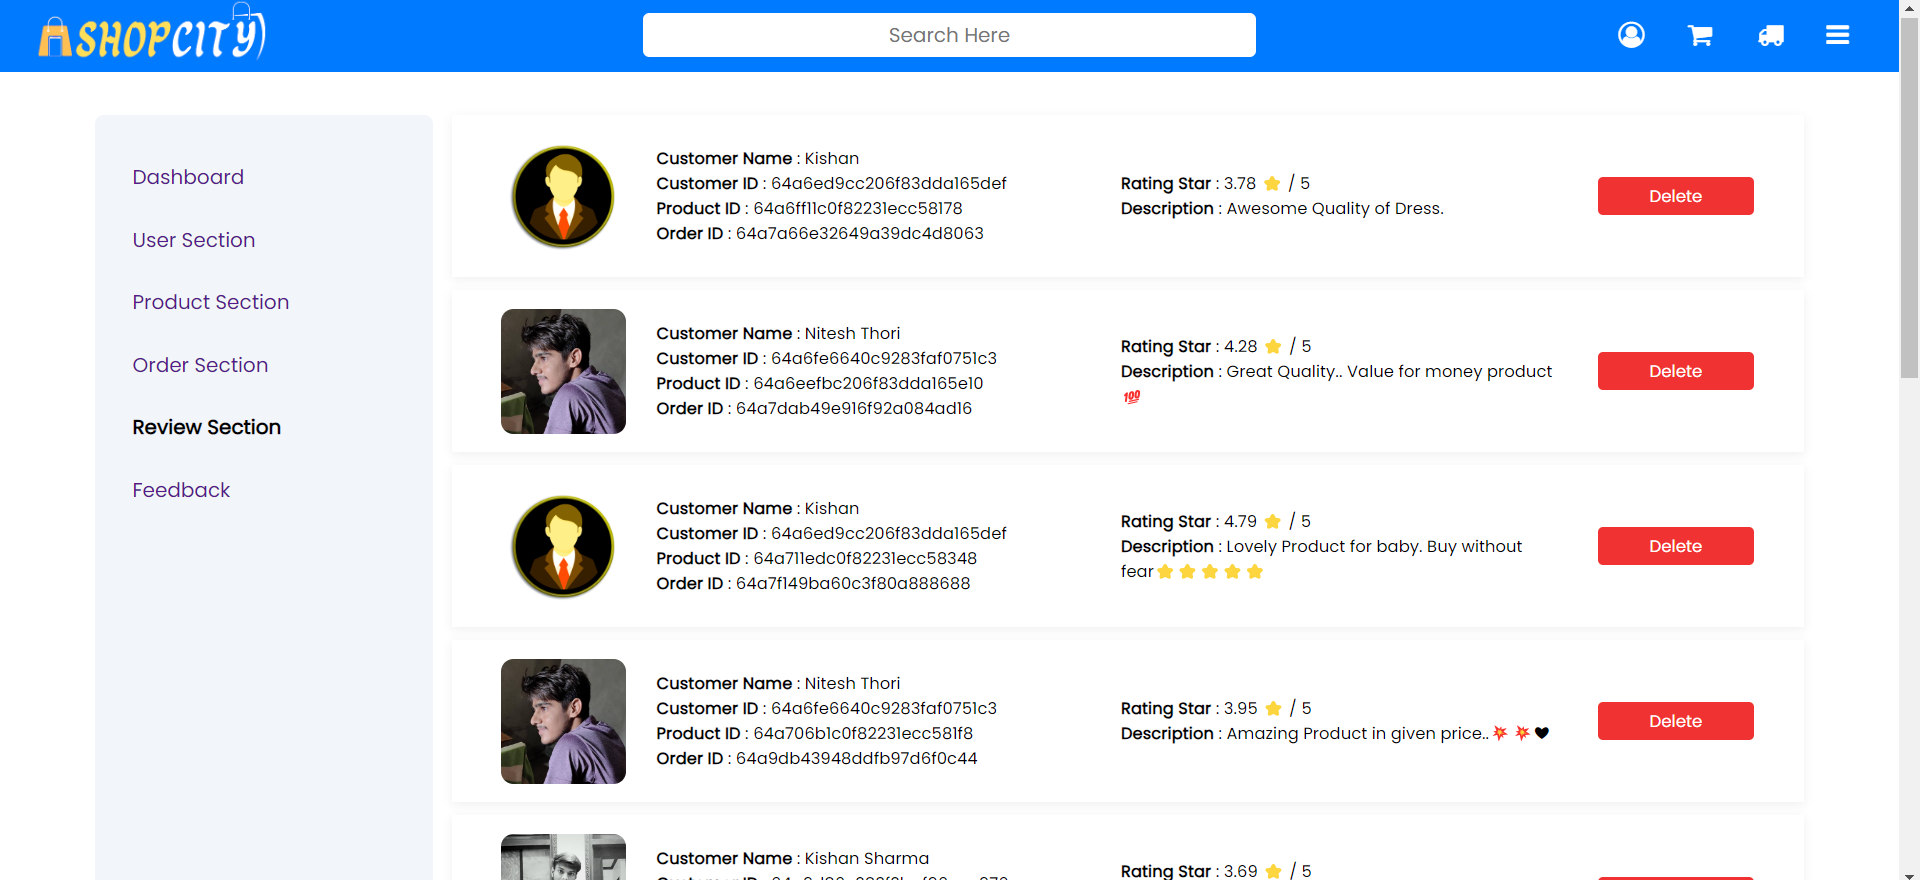 SHOPCITY
Search Here
Dashboard
User Section
Product Section
Order Section
Review Section
Feedback
Customer Name : Kishan
Customer ID : 64a6ed9cc206f83dda165def
Product ID : 64a6ff11c0f82231ecc58178
Order ID : 64a7a66e32649a39dc4d8063
Rating Star : 3.78 ⭐ / 5
Description : Awesome Quality of Dress.
Delete
Customer Name : Nitesh Thori
Customer ID : 64a6fe6640c9283faf0751c3
Product ID : 64a6eefbc206f83dda165e10
Order ID : 64a7dab49e916f92a084ad16
Rating Star : 4.28 ⭐ / 5
Description : Great Quality.. Value for money product
💯
Delete
Customer Name : Kishan
Customer ID : 64a6ed9cc206f83dda165def
Product ID : 64a711edc0f82231ecc58348
Order ID : 64a7f149ba60c3f80a888688
Rating Star : 4.79 ⭐ / 5
Description : Lovely Product for baby. Buy without
fear⭐⭐⭐⭐⭐
Delete
Customer Name : Nitesh Thori
Customer ID : 64a6fe6640c9283faf0751c3
Product ID : 64a706b1c0f82231ecc581f8
Order ID : 64a9db43948ddfb97d6f0c44
Rating Star : 3.95 ⭐ / 5
Description : Amazing Product in given price..💥💥🖤
Delete
Customer Name : Kishan Sharma
Rating Star : 3.69 ⭐ / 5